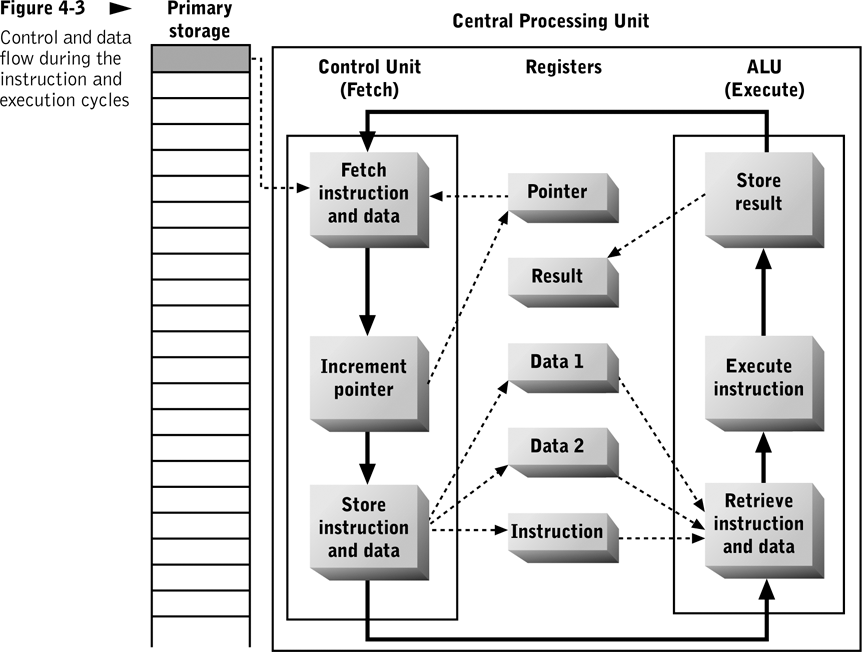 Figure 4-3
Control and data
flow during the
instruction and
execution cycles
Primary
storage
Central Processing Unit
Control Unit
(Fetch)
Registers
ALU
(Execute)
Fetch
instruction
and data
Pointer
Store
result
Result
Increment
pointer
Data 1
Execute
instruction
Data 2
Store
instruction
and data
Instruction
Retrieve
instruction
and data